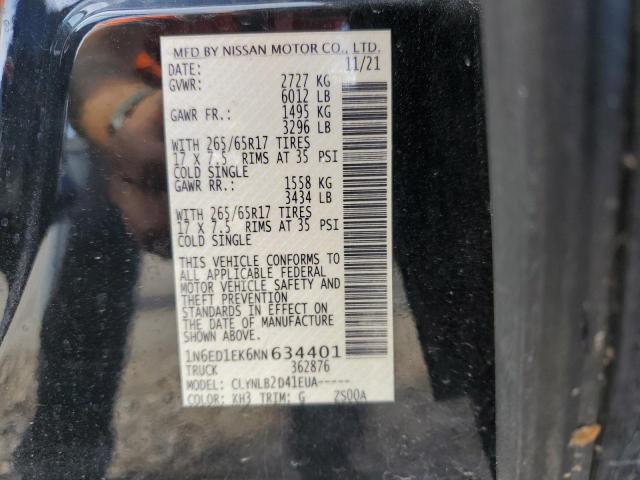 MFD BY NISSAN MOTOR CO., LTD.
DATE: 11/21
GVWR: 2727 KG
6012 LB
GAWR FR.: 1495 KG
3296 LB
WITH 265/65R17 TIRES
17 X 7.5 RIMS AT 35 PSI
COLD SINGLE
GAWR RR.: 1558 KG
3434 LB
WITH 265/65R17 TIRES
17 X 7.5 RIMS AT 35 PSI
COLD SINGLE
THIS VEHICLE CONFORMS TO
ALL APPLICABLE FEDERAL
MOTOR VEHICLE SAFETY AND
THEFT PREVENTION
STANDARDS IN EFFECT ON
THE DATE OF MANUFACTURE
SHOWN ABOVE.
1N6ED1EK6NN634401
TRUCK 362876
MODEL: CLYNLB2D41EUA-----
COLOR: KH3 TRIM: G ZS00A